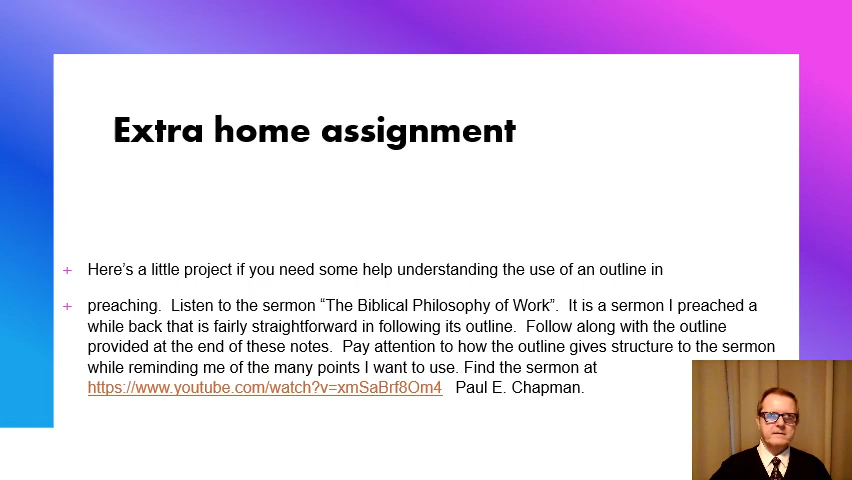 Extra home assignment
+ Here’s a little project if you need some help understanding the use of an outline in
+ preaching.  Listen to the sermon “The Biblical Philosophy of Work”.  It is a sermon I preached a
while back that is fairly straightforward in following its outline.  Follow along with the outline
provided at the end of these notes.  Pay attention to how the outline gives structure to the sermon
while reminding me of the many points I want to use. Find the sermon at
https://www.youtube.com/watch?v=xmSaBrf8Om4   Paul E. Chapman.